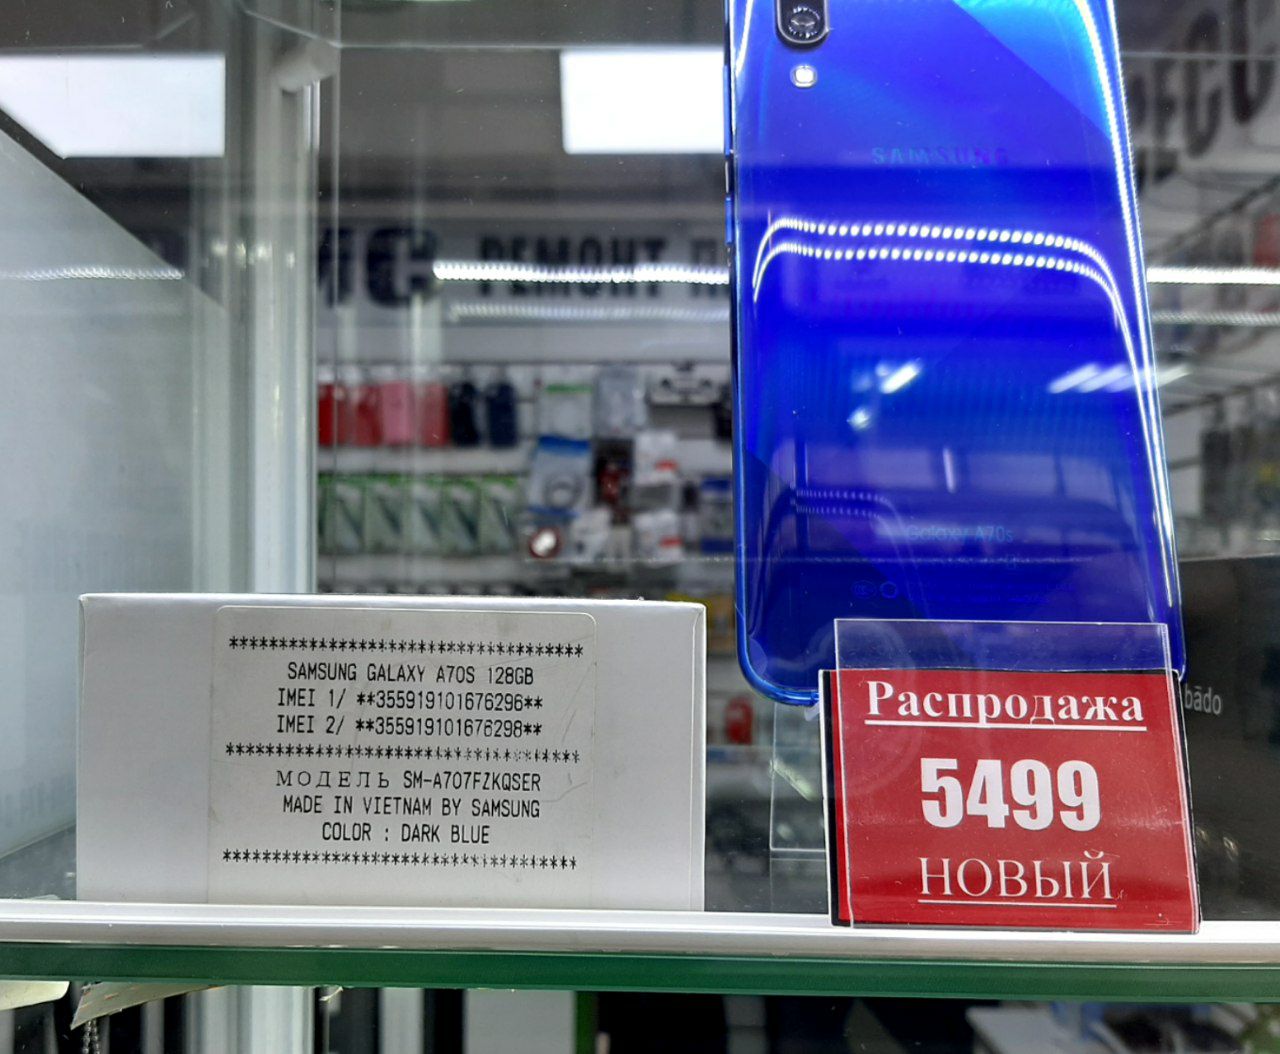 РЕМОНТ
SAMSUNG
Galaxy A70s
*********************************
SAMSUNG GALAXY A70S 128GB
IMEI 1/ **355919101676296**
IMEI 2/ **355919101676298**
*********************************
МОДЕЛЬ SM-A707FZKQSER
MADE IN VIETNAM BY SAMSUNG
COLOR : DARK BLUE
*********************************
Распродажа
5499
НОВЫЙ
bādo